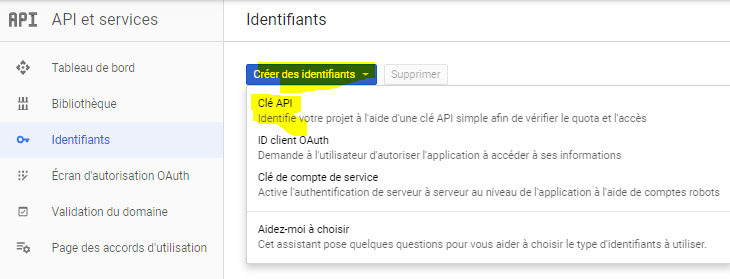 API API et services
Identifiants
Tableau de bord
Bibliothèque
Identifiants
Écran d'autorisation OAuth
Validation du domaine
Page des accords d'utilisation
Créer des identifiants
Supprimer
Clé API
Identifie votre projet à l'aide d'une clé API simple afin de vérifier le quota et l'accès
ID client OAuth
Demande à l'utilisateur d'autoriser l'application à accéder à ses informations
Clé de compte de service
Active l'authentification de serveur à serveur au niveau de l'application à l'aide de comptes robots
Aidez-moi à choisir
Cet assistant pose quelques questions pour vous aider à choisir le type d'identifiants à utiliser.